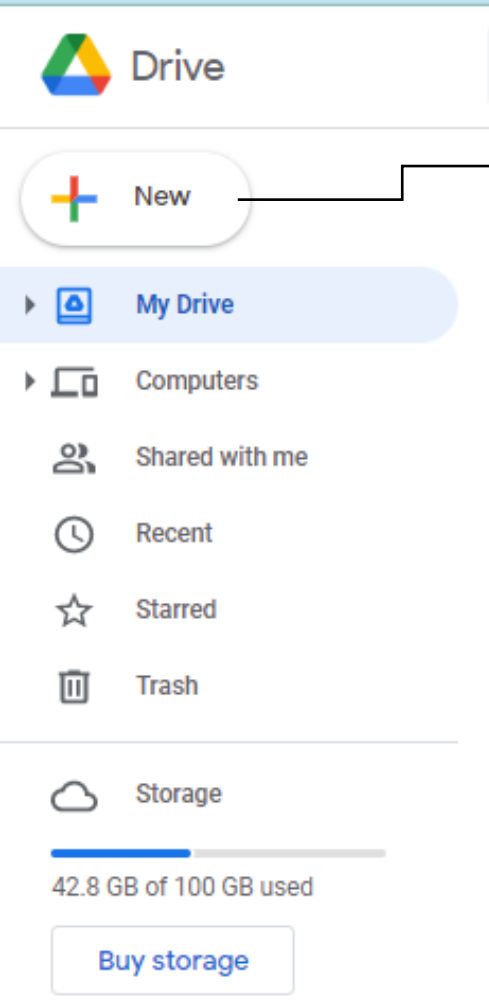 Drive
New
My Drive
Computers
Shared with me
Recent
Starred
Trash
Storage
42.8 GB of 100 GB used
Buy storage